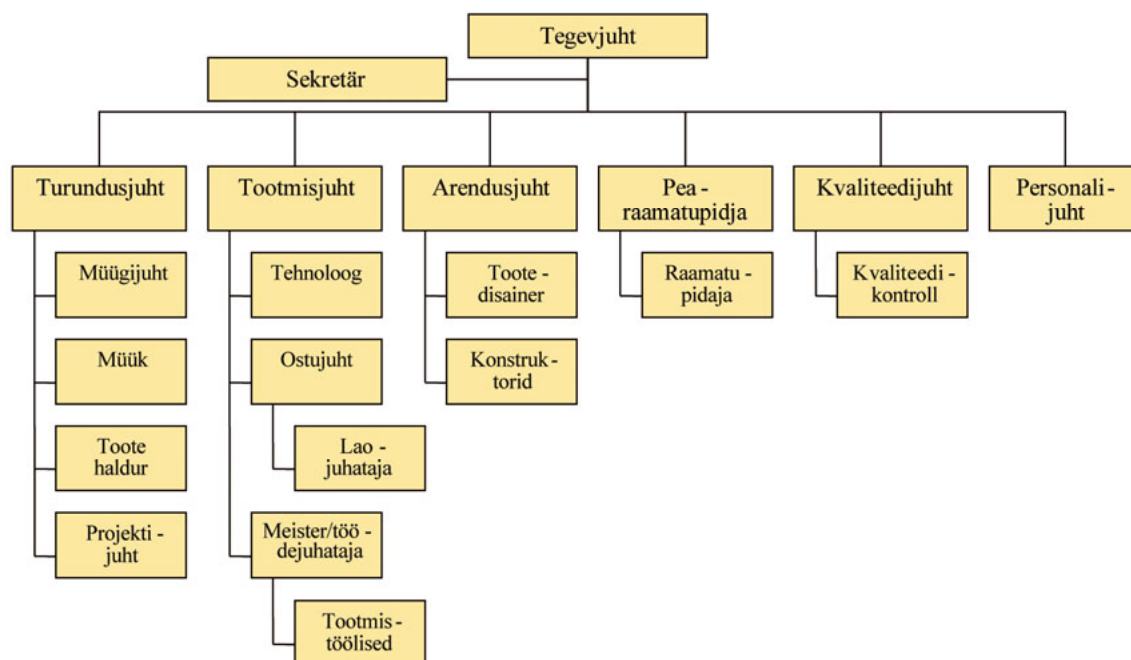 Tegevjuht
Sekretär
Turundusjuht
Tootmisjuht
Arendusjuht
Pea -
raamatupidja
Kvaliteedijuht
Personali -
juht
Müügijuht
Müük
Toote
haldur
Projekti -
juht
Tehnoloog
Ostujuht
Lao -
juhataja
Meister/töö -
dejuhataja
Tootmis -
töölised
Toote -
disainer
Konstruk -
torid
Raamatu -
pidaja
Kvaliteedi -
kontroll